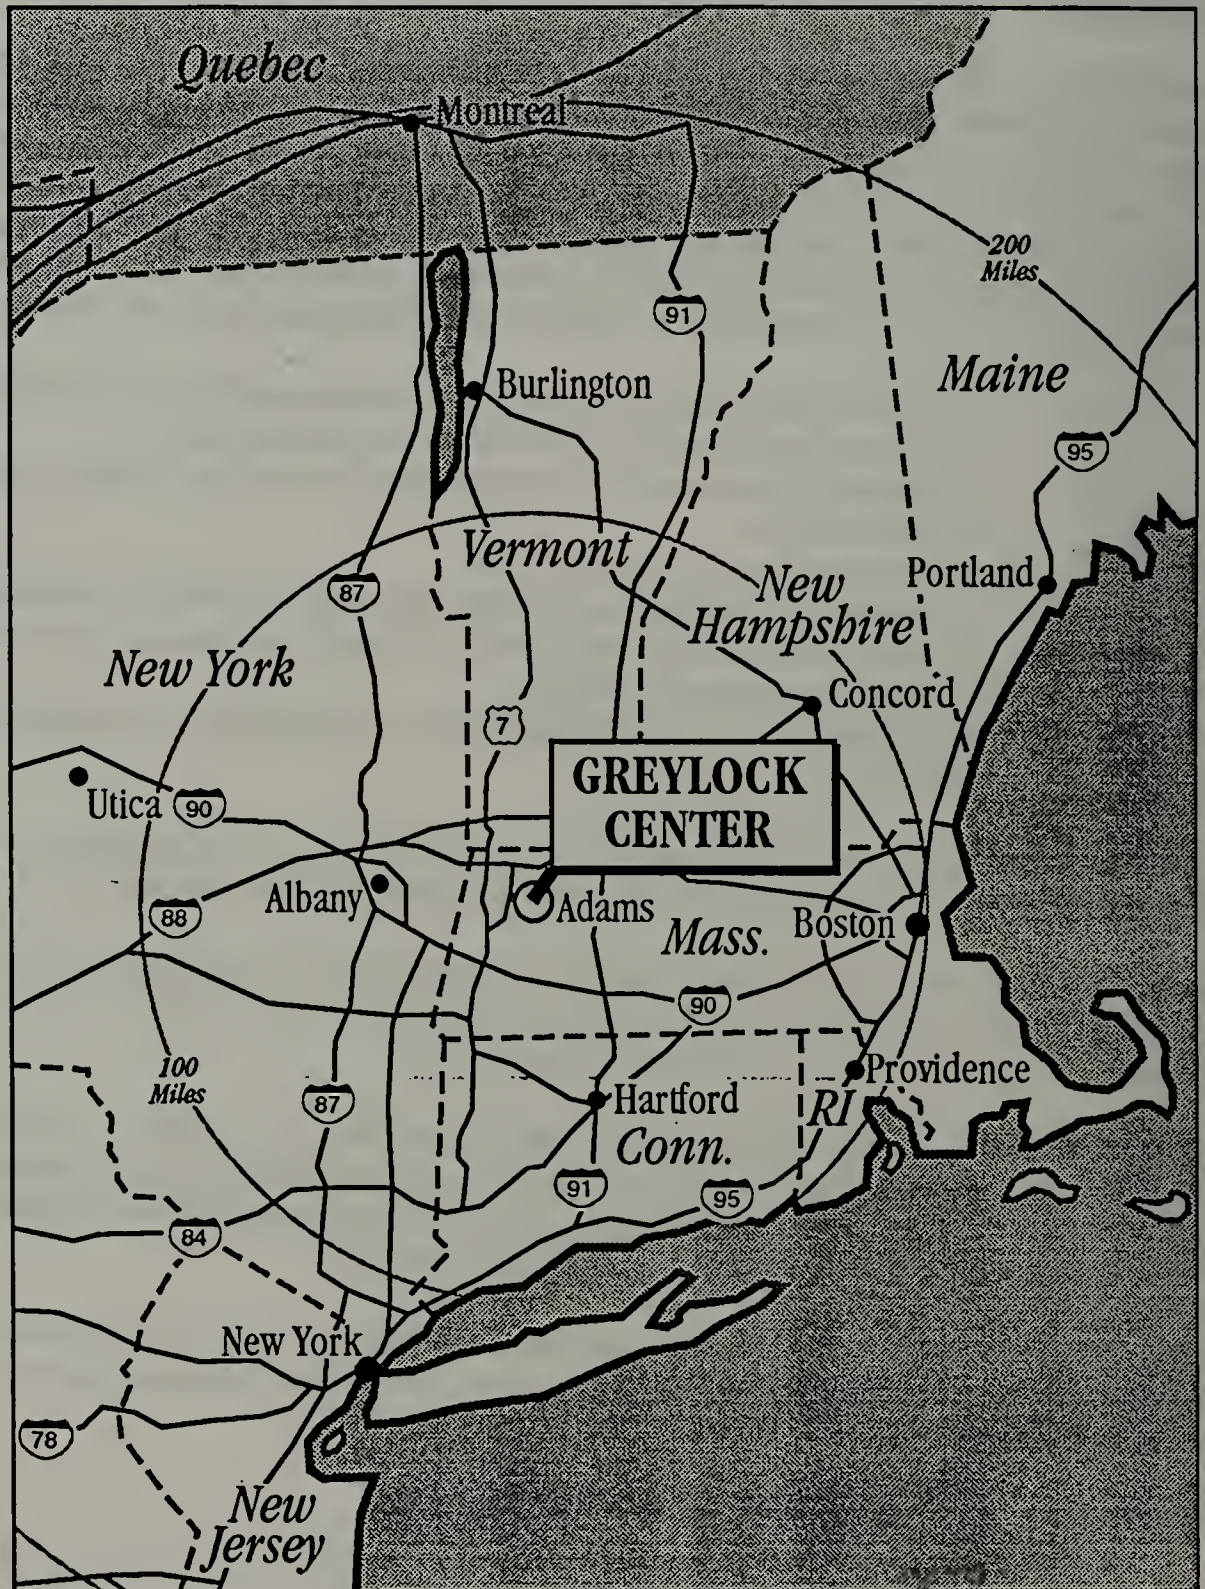 Quebec
Montreal
200
Miles
91
Burlington
Maine
95
Vermont
87
New
Hampshire
Portland
New York
Concord
7
GREYLOCK
CENTER
Utica
90
Albany
88
Adams
Mass.
Boston
90
100
Miles
87
Providence
Hartford
RI
Conn.
91
95
84
New York
78
New
Jersey